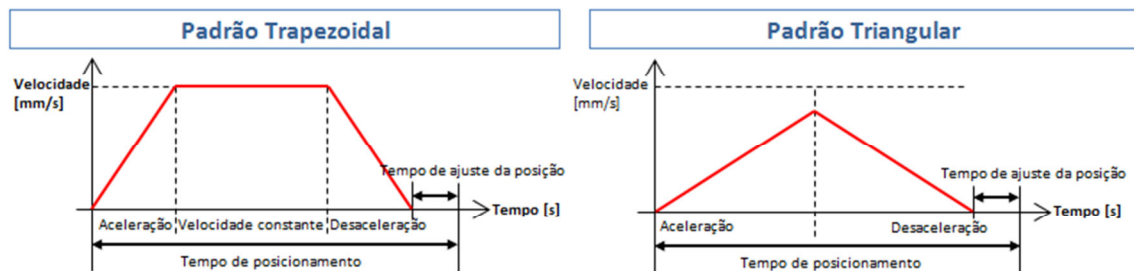 Padrão Trapezoidal
Velocidade
[mm/s]
Tempo de ajuste da posição
Tempo [s]
Aceleração Velocidade constante Desaceleração
Tempo de posicionamento
Padrão Triangular
Velocidade
[mm/s]
Tempo de ajuste da posição
Tempo [s]
Aceleração Desaceleração
Tempo de posicionamento